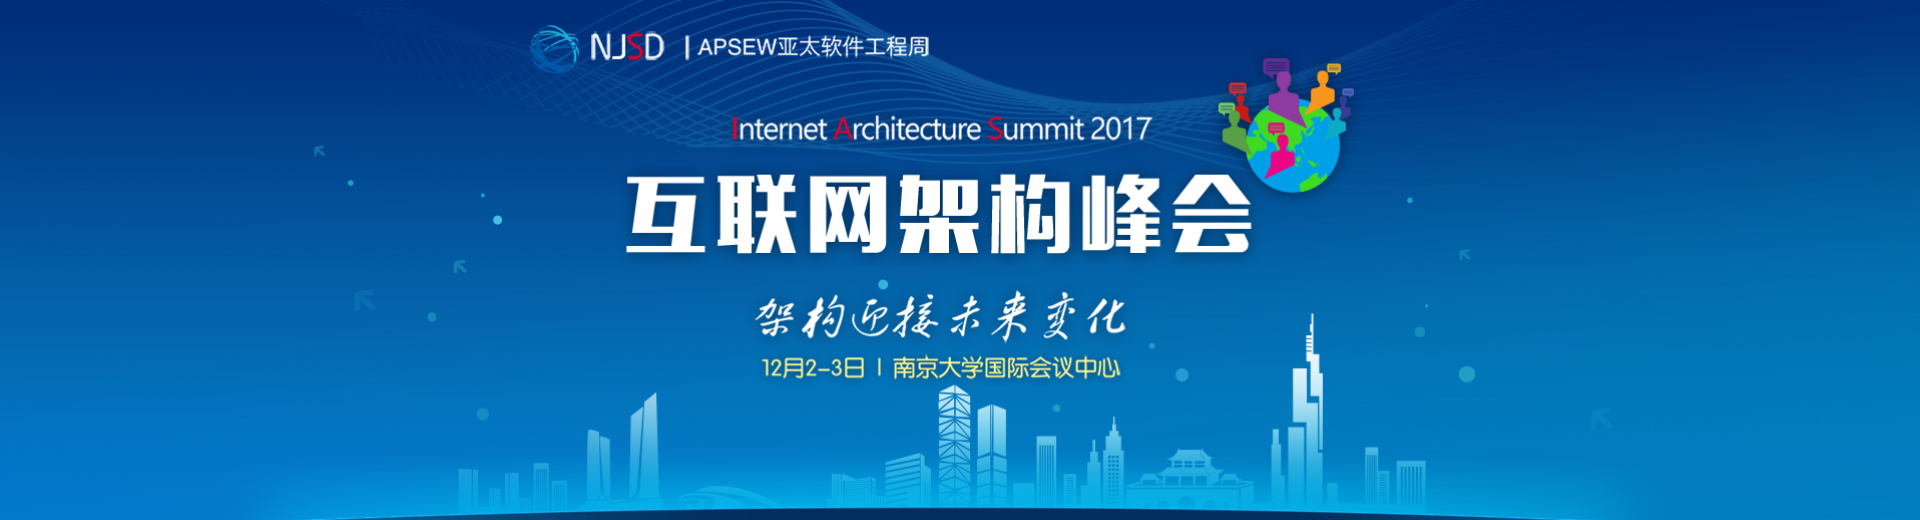 NJSD | APSEW亚太软件工程周
Internet Architecture Summit 2017
互联网架构峰会
架构迎接未来变化
12月2-3日 | 南京大学国际会议中心